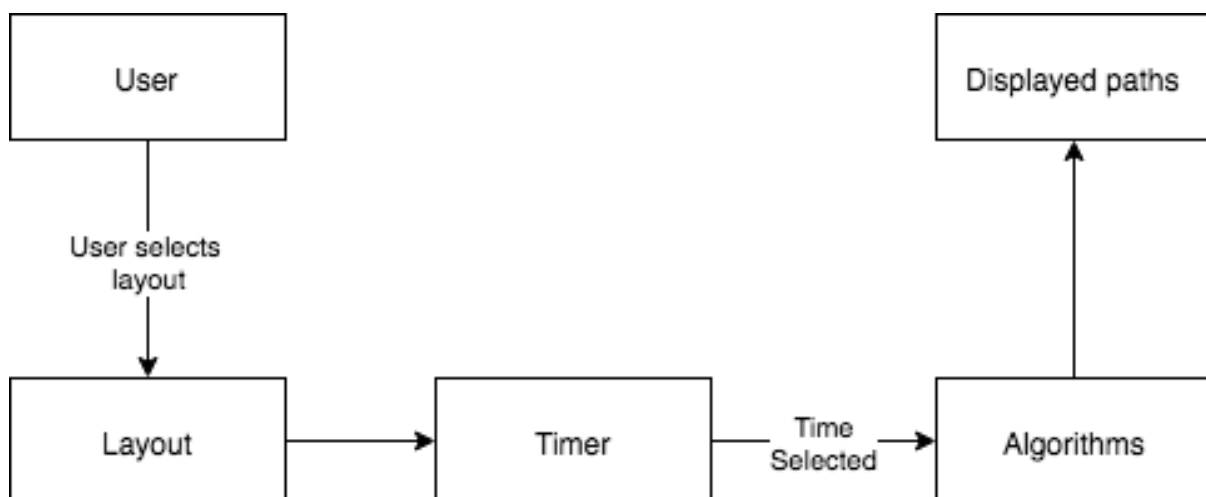 User
Displayed paths
User selects
layout
Layout
Timer
Time
Selected
Algorithms